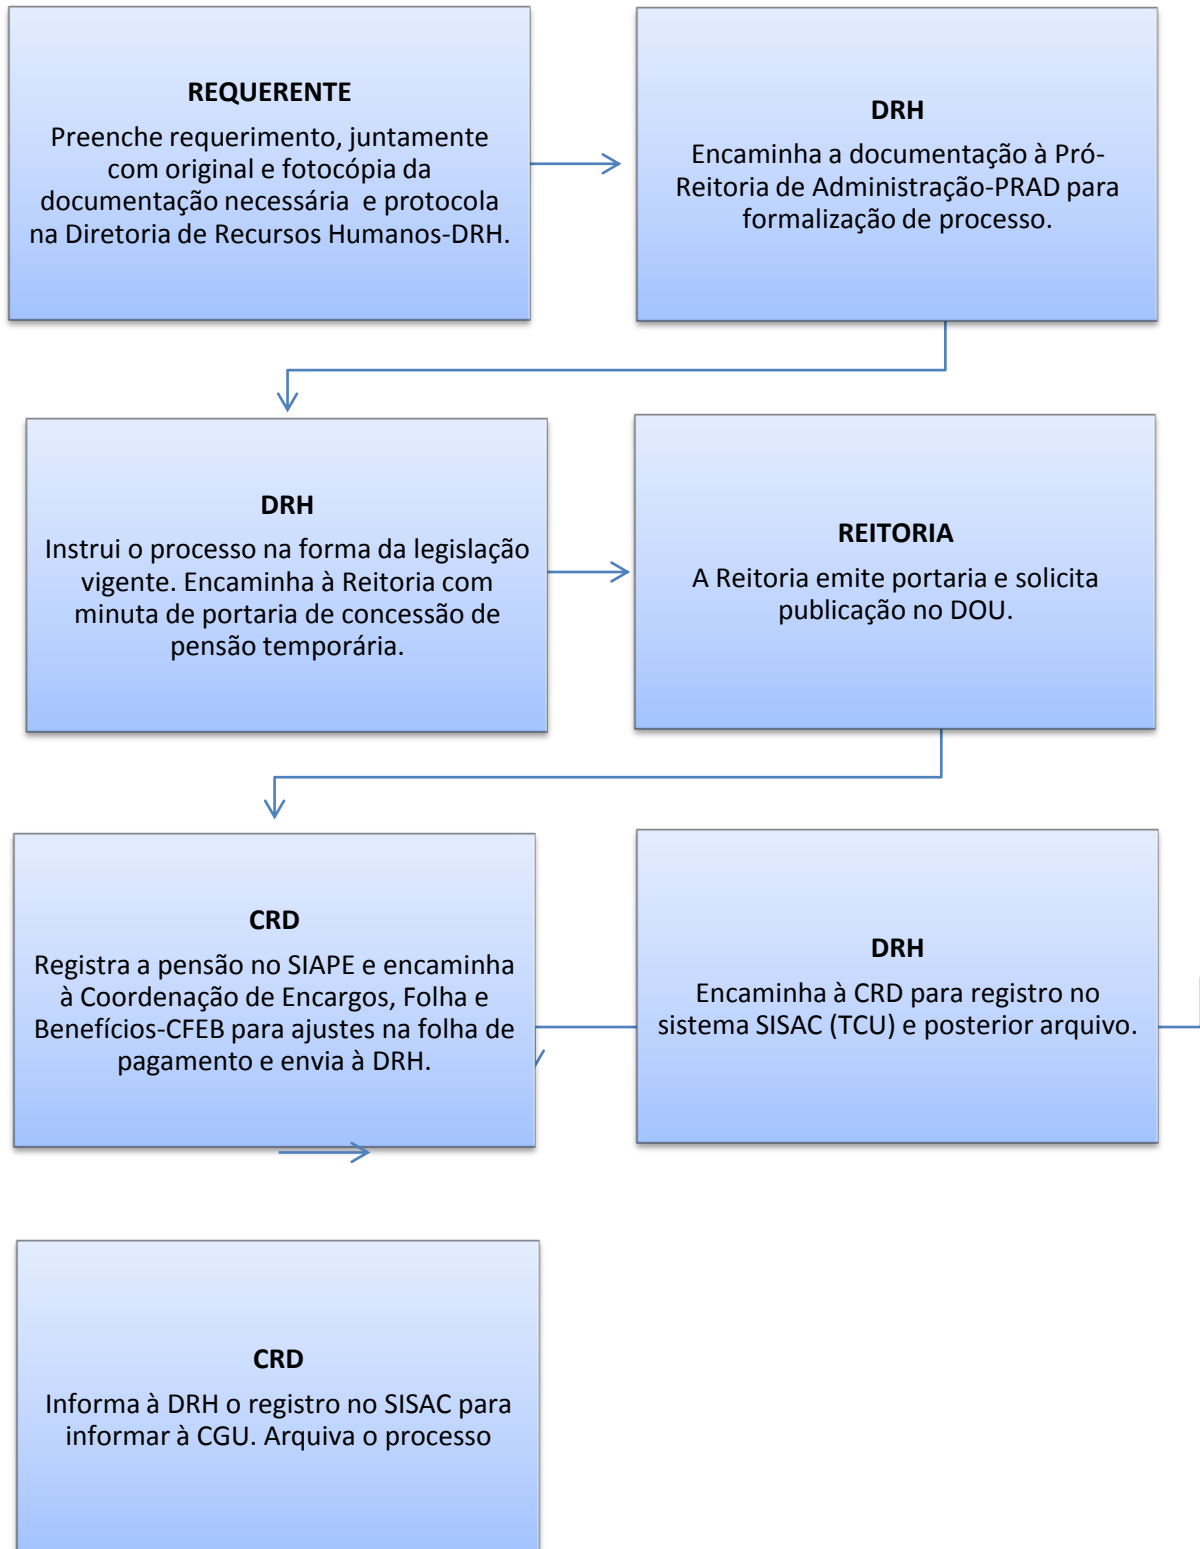 REQUERENTE
Preenche requerimento, juntamente
com original e fotocópia da
documentação necessária  e protocola
na Diretoria de Recursos Humanos-DRH.
DRH
Encaminha a documentação à Pró-
Reitoria de Administração-PRAD para
formalização de processo.
DRH
Instrui o processo na forma da legislação
vigente. Encaminha à Reitoria com
minuta de portaria de concessão de
pensão temporária.
REITORIA
A Reitoria emite portaria e solicita
publicação no DOU.
CRD
Registra a pensão no SIAPE e encaminha
à Coordenação de Encargos, Folha e
Benefícios-CFEB para ajustes na folha de
pagamento e envia à DRH.
DRH
Encaminha à CRD para registro no
sistema SISAC (TCU) e posterior arquivo.
CRD
Informa à DRH o registro no SISAC para
informar à CGU. Arquiva o processo